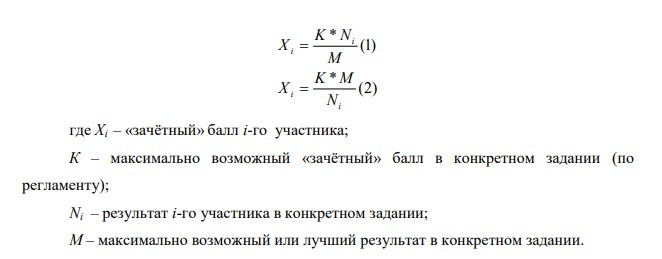 X_i = K * N_i / M (1)
X_i = K * M / N_i (2)
где X_i – «зачётный» балл i-го участника;
К – максимально возможный «зачётный» балл в конкретном задании (по
регламенту);
N_i – результат i-го участника в конкретном задании;
М – максимально возможный или лучший результат в конкретном задании.